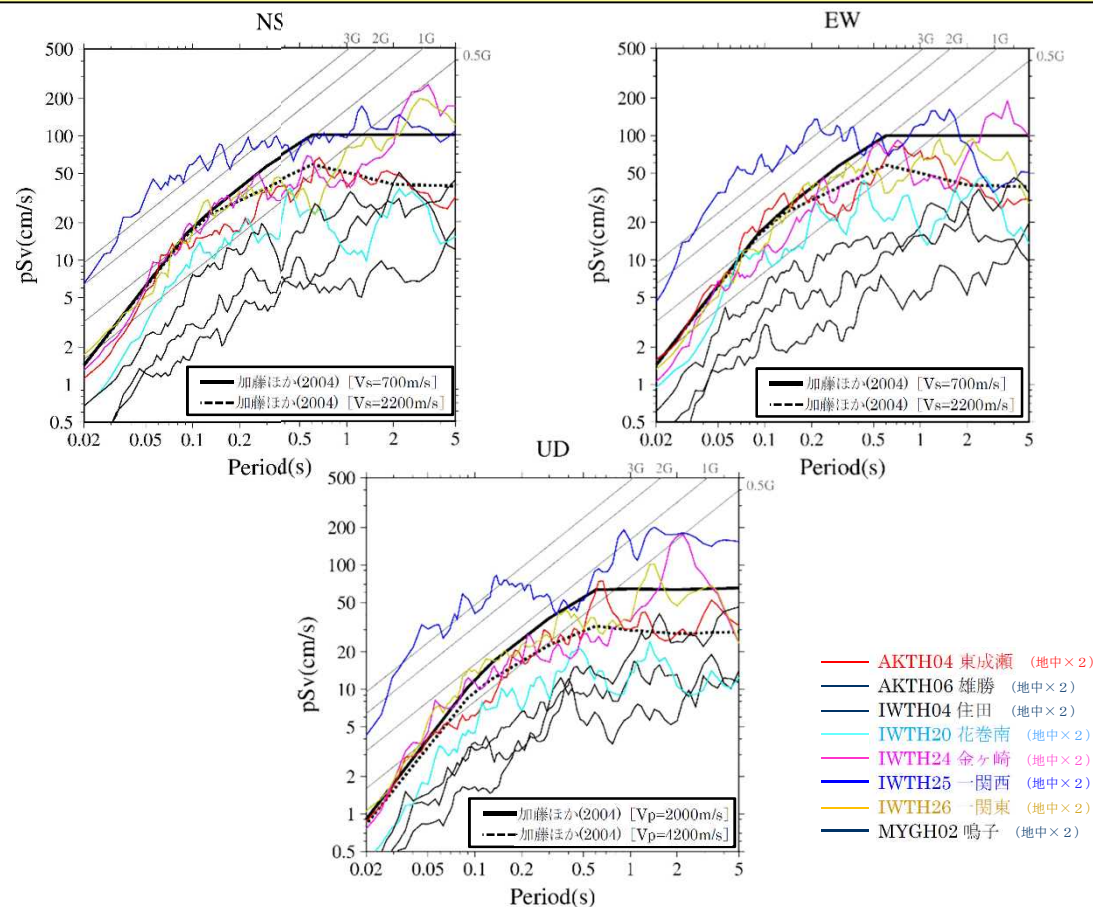 NS
3G 2G 1G
0.5G
500
200
100
50
20
10
5
2
1
0.5
pSv(cm/s)
加藤ほか(2004) [Vs=700m/s]
加藤ほか(2004) [Vs=2200m/s]
0.02 0.05 0.1 0.2 0.5 1 2 5
Period(s)
EW
3G 2G 1G
0.5G
500
200
100
50
20
10
5
2
1
0.5
pSv(cm/s)
加藤ほか(2004) [Vs=700m/s]
加藤ほか(2004) [Vs=2200m/s]
0.02 0.05 0.1 0.2 0.5 1 2 5
Period(s)
UD
3G 2G 1G
0.5G
500
200
100
50
20
10
5
2
1
0.5
pSv(cm/s)
加藤ほか(2004) [Vp=2000m/s]
加藤ほか(2004) [Vp=4200m/s]
0.02 0.05 0.1 0.2 0.5 1 2 5
Period(s)
AKTH04 東成瀬 (地中×2)
AKTH06 雄勝 (地中×2)
IWTH04 住田 (地中×2)
IWTH20 花巻南 (地中×2)
IWTH24 金ヶ崎 (地中×2)
IWTH25 一関西 (地中×2)
IWTH26 一関東 (地中×2)
MYGH02 鳴子 (地中×2)